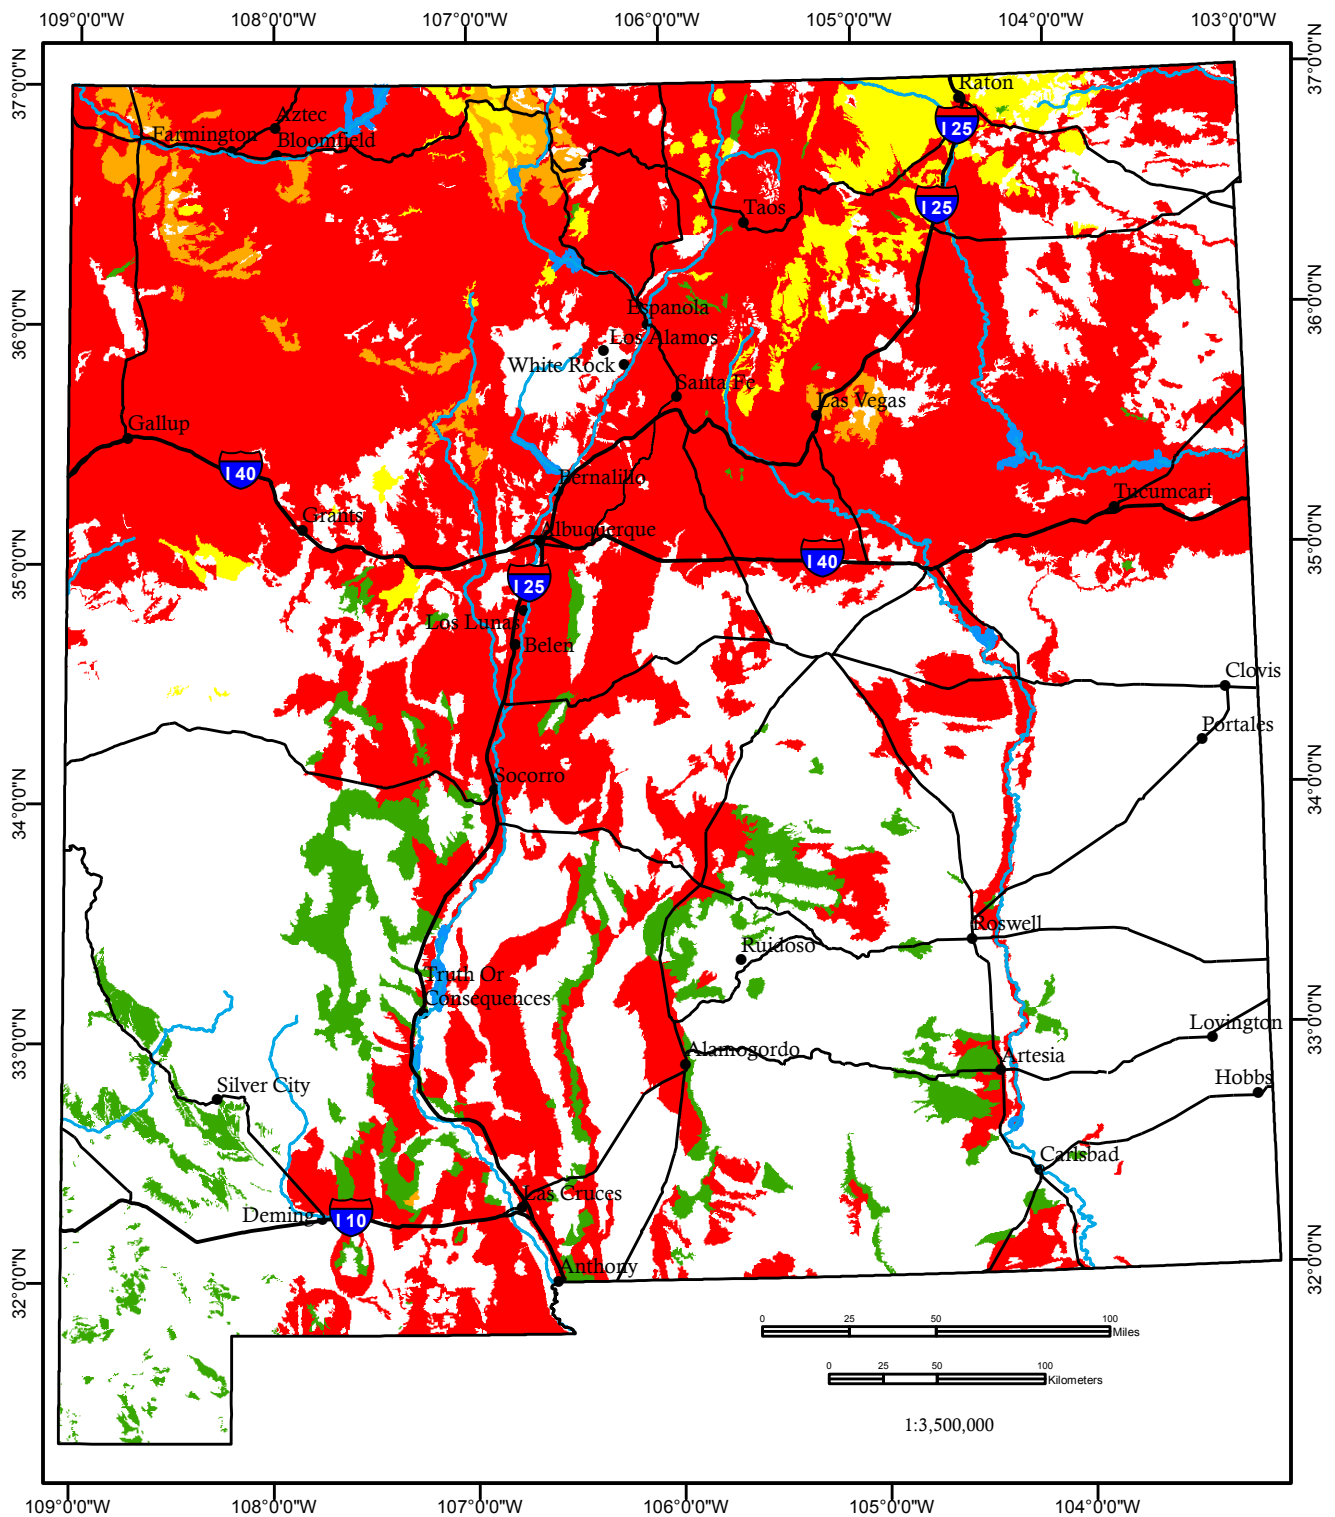 109°0'0"W 108°0'0"W 107°0'0"W 106°0'0"W 105°0'0"W 104°0'0"W 103°0'0"W
37°0'0"N
37°0'0"N
Raton
Aztec
Farmington
Bloomfield
I 25
I 25
Taos
36°0'0"N
36°0'0"N
Espanola
Los Alamos
White Rock
Santa Fe
Las Vegas
Gallup
I 40
Bernalillo
Tucumcari
Grants
Albuquerque
35°0'0"N
35°0'0"N
I 40
I 25
Los Lunas
Belen
Clovis
Portales
34°0'0"N
34°0'0"N
Socorro
Roswell
Ruidoso
Truth Or
Consequences
33°0'0"N
33°0'0"N
Lovington
Alamogordo
Artesia
Silver City
Hobbs
Carlsbad
Las Cruces
Deming
I 10
32°0'0"N
32°0'0"N
Anthony
0 25 50 100
Miles
0 25 50 100
Kilometers
1:3,500,000
109°0'0"W 108°0'0"W 107°0'0"W 106°0'0"W 105°0'0"W 104°0'0"W